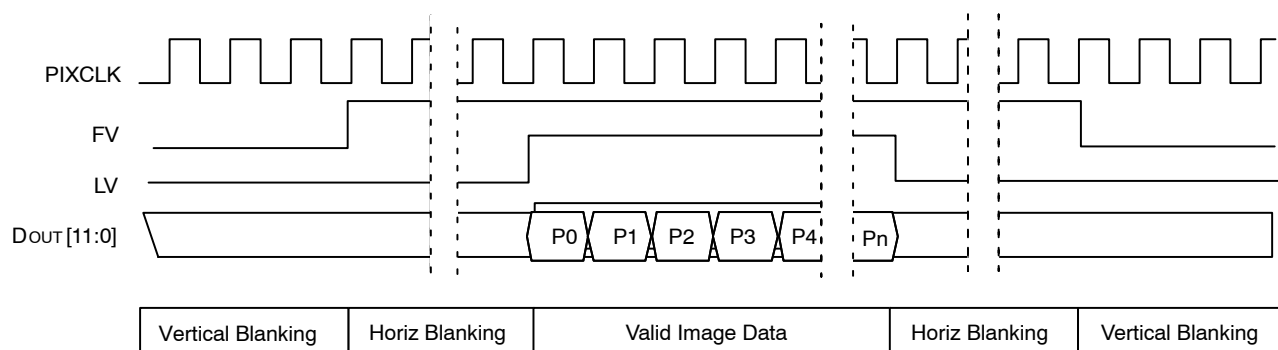 PIXCLK
FV
LV
DOUT[11:0]
P0 P1 P2 P3 P4 Pn
Vertical Blanking Horiz Blanking Valid Image Data Horiz Blanking Vertical Blanking